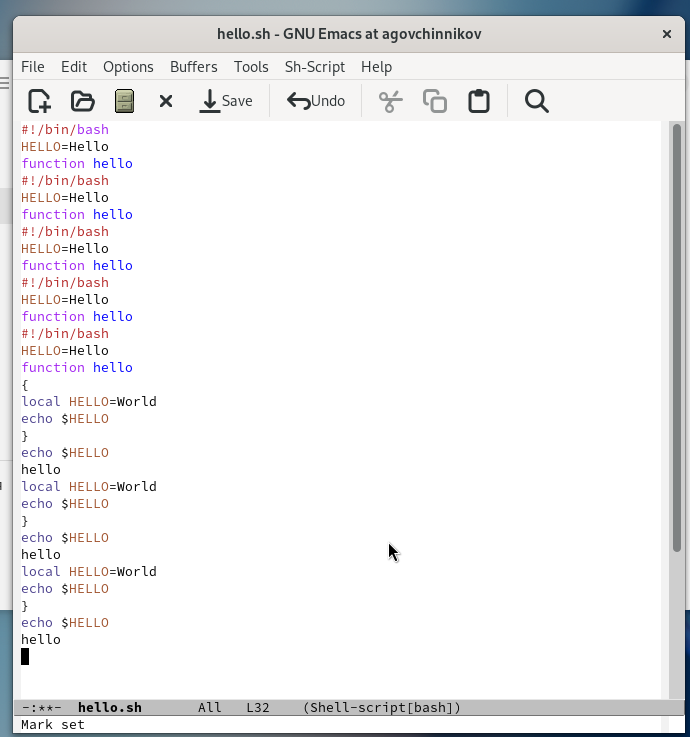 hello.sh - GNU Emacs at agovchinnikov
File Edit Options Buffers Tools Sh-Script Help
Save Undo
#!/bin/bash
HELLO=Hello
function hello
#!/bin/bash
HELLO=Hello
function hello
#!/bin/bash
HELLO=Hello
function hello
#!/bin/bash
HELLO=Hello
function hello
#!/bin/bash
HELLO=Hello
function hello
{
local HELLO=World
echo $HELLO
}
echo $HELLO
hello
local HELLO=World
echo $HELLO
}
echo $HELLO
hello
local HELLO=World
echo $HELLO
}
echo $HELLO
hello
-:**- hello.sh All L32 (Shell-script[bash])
Mark set